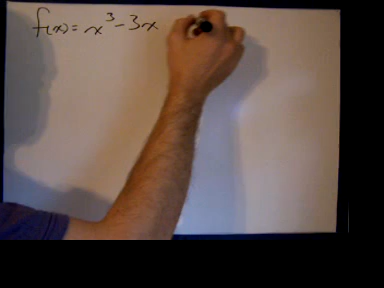 f(x) = x³ - 3x